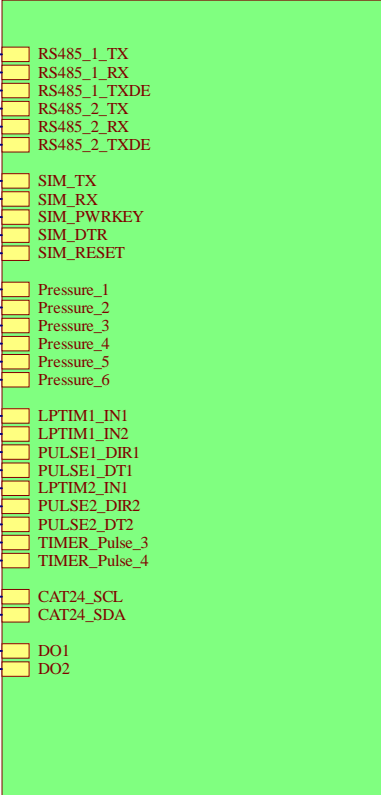 RS485_1_TX
RS485_1_RX
RS485_1_TXDE
RS485_2_TX
RS485_2_RX
RS485_2_TXDE
SIM_TX
SIM_RX
SIM_PWRKEY
SIM_DTR
SIM_RESET
Pressure_1
Pressure_2
Pressure_3
Pressure_4
Pressure_5
Pressure_6
LPTIM1_IN1
LPTIM1_IN2
PULSE1_DIR1
PULSE1_DT1
LPTIM2_IN1
PULSE2_DIR2
PULSE2_DT2
TIMER_Pulse_3
TIMER_Pulse_4
CAT24_SCL
CAT24_SDA
DO1
DO2